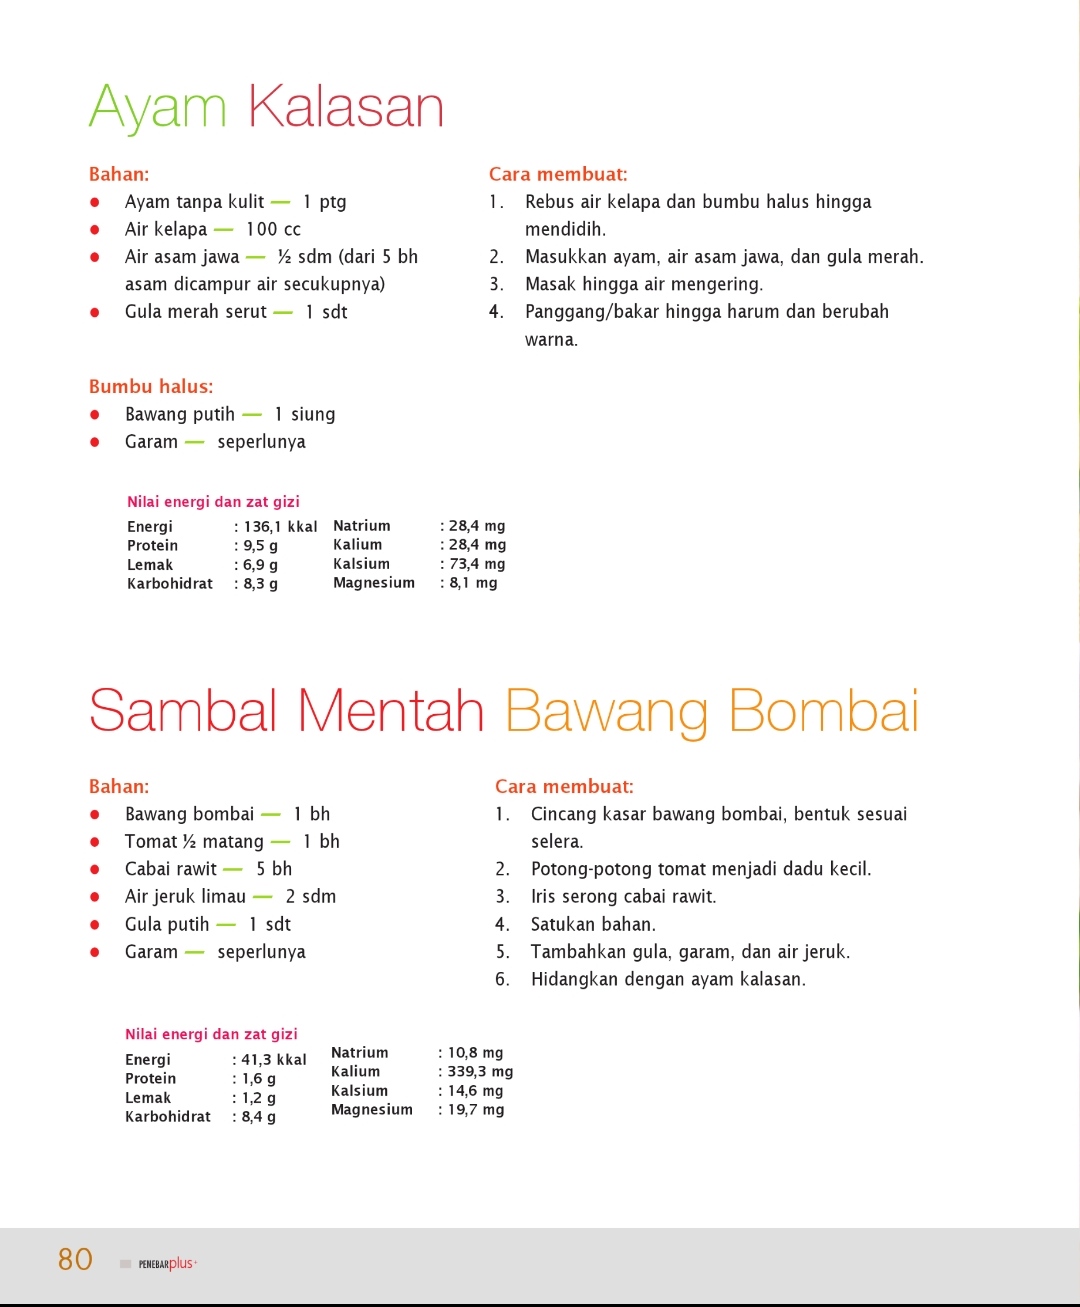 Ayam Kalasan
Bahan:
• Ayam tanpa kulit — 1 ptg
• Air kelapa — 100 cc
• Air asam jawa — ½ sdm (dari 5 bh
asam dicampur air secukupnya)
• Gula merah serut — 1 sdt
Bumbu halus:
• Bawang putih — 1 siung
• Garam — seperlunya
Cara membuat:
1. Rebus air kelapa dan bumbu halus hingga
mendidih.
2. Masukkan ayam, air asam jawa, dan gula merah.
3. Masak hingga air mengering.
4. Panggang/bakar hingga harum dan berubah
warna.
Nilai energi dan zat gizi
Energi : 136,1 kkal Natrium : 28,4 mg
Protein : 9,5 g Kalium : 28,4 mg
Lemak : 6,9 g Kalsium : 73,4 mg
Karbohidrat : 8,3 g Magnesium : 8,1 mg
Sambal Mentah Bawang Bombai
Bahan:
• Bawang bombai — 1 bh
• Tomat ½ matang — 1 bh
• Cabai rawit — 5 bh
• Air jeruk limau — 2 sdm
• Gula putih — 1 sdt
• Garam — seperlunya
Cara membuat:
1. Cincang kasar bawang bombai, bentuk sesuai
selera.
2. Potong-potong tomat menjadi dadu kecil.
3. Iris serong cabai rawit.
4. Satukan bahan.
5. Tambahkan gula, garam, dan air jeruk.
6. Hidangkan dengan ayam kalasan.
Nilai energi dan zat gizi
Energi : 41,3 kkal Natrium : 10,8 mg
Protein : 1,6 g Kalium : 339,3 mg
Lemak : 1,2 g Kalsium : 14,6 mg
Karbohidrat : 8,4 g Magnesium : 19,7 mg
80 PENEBARplus+